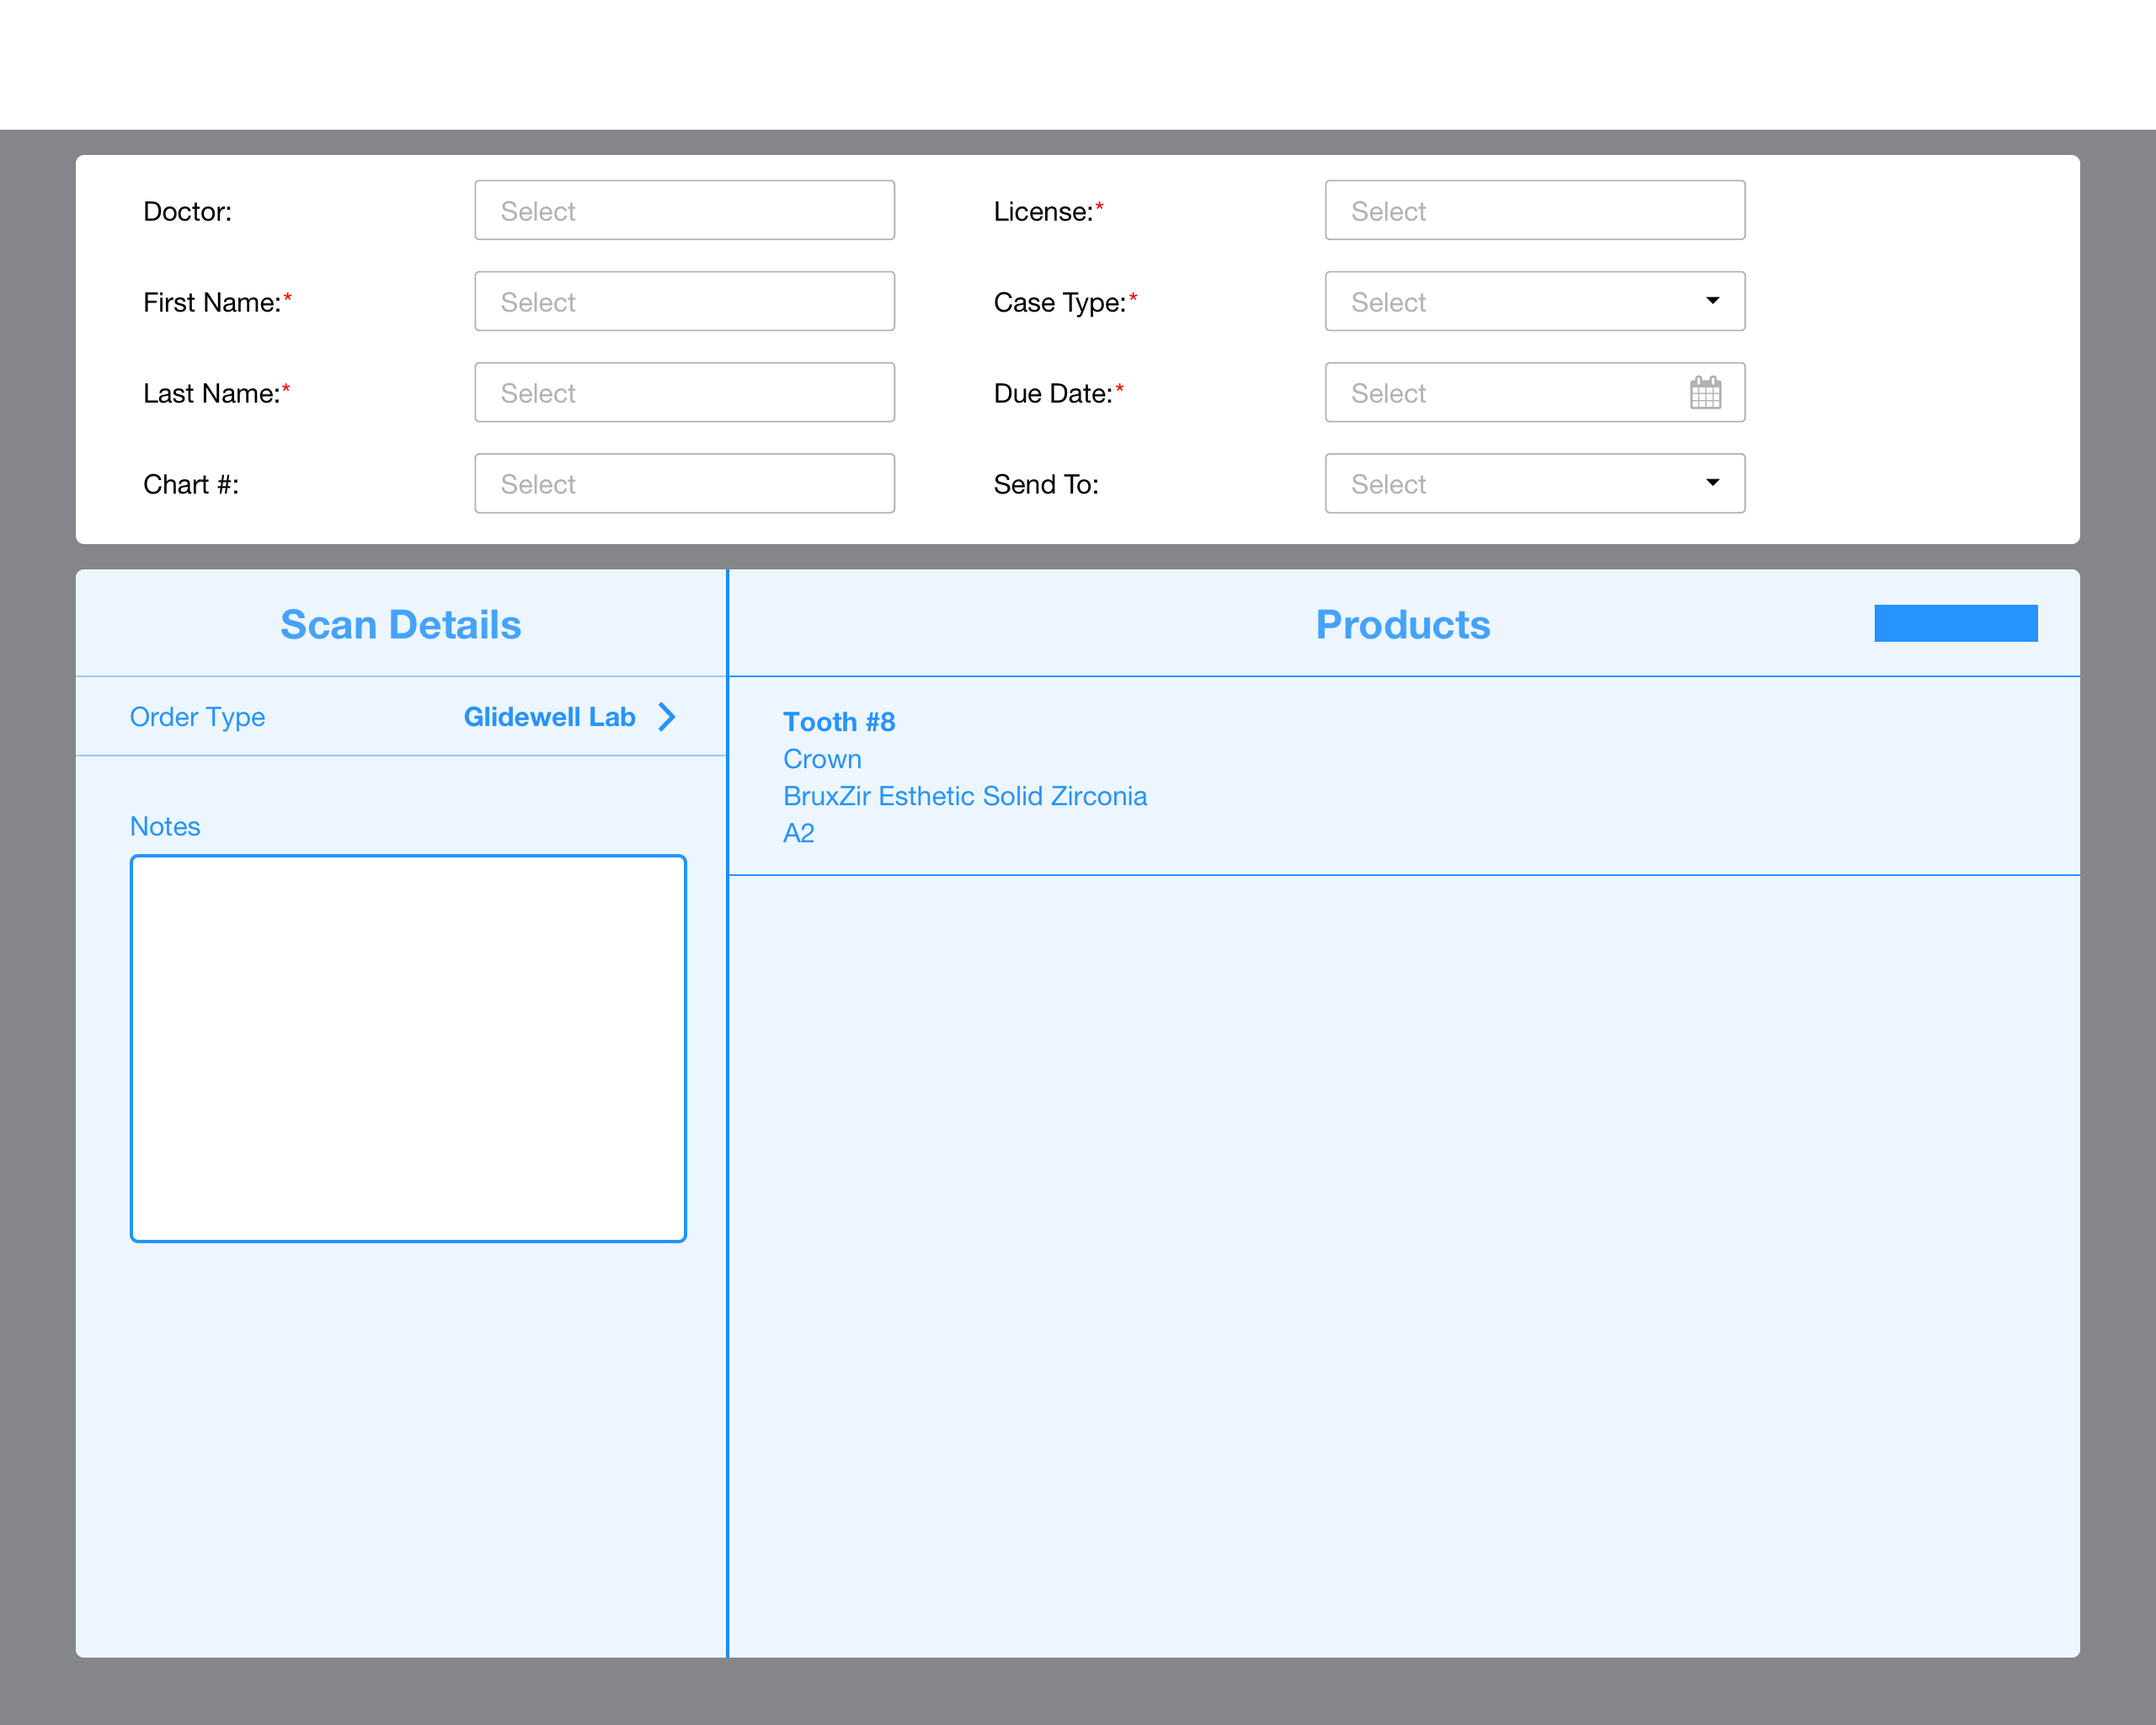 Doctor: Select License:* Select
First Name:* Select Case Type:* Select
Last Name:* Select Due Date:* Select
Chart #: Select Send To: Select
Scan Details
Order Type Glidewell Lab
Notes
Products
Tooth #8
Crown
BruxZir Esthetic Solid Zirconia
A2